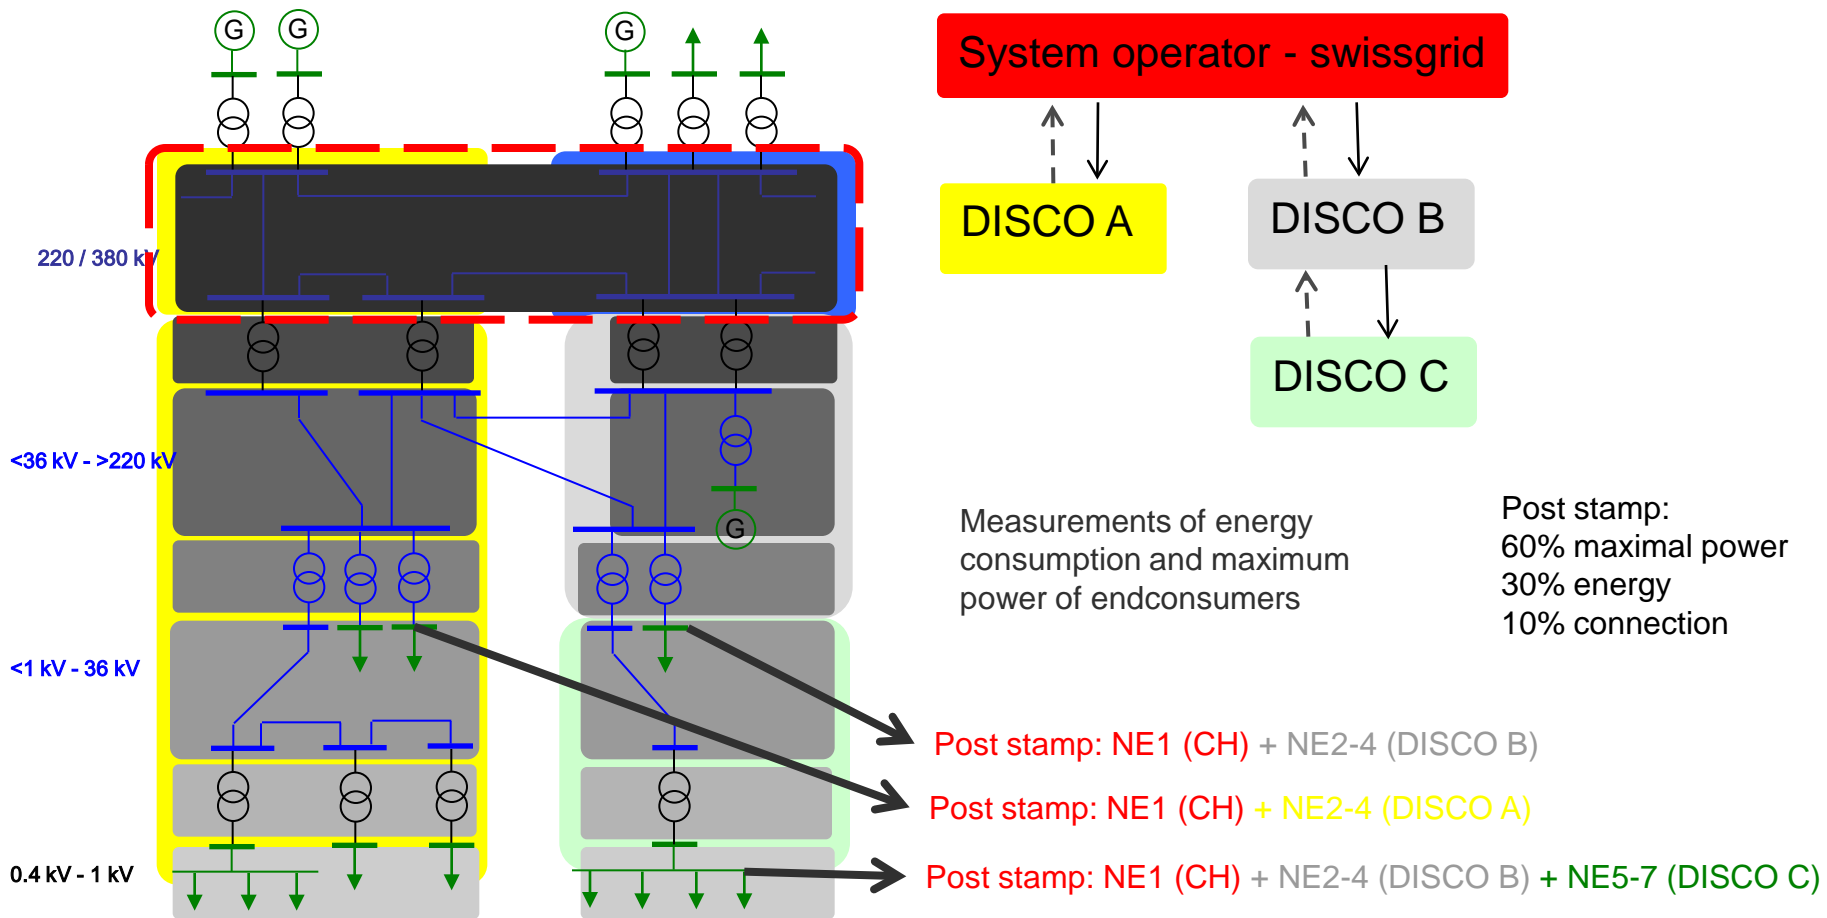 G
G
G
System operator - swissgrid
DISCO A
DISCO B
220 / 380 kV
DISCO C
<36 kV - >220 kV
G
Measurements of energy
consumption and maximum
power of endconsumers
Post stamp:
60% maximal power
30% energy
10% connection
<1 kV - 36 kV
Post stamp: NE1 (CH) + NE2-4 (DISCO B)
Post stamp: NE1 (CH) + NE2-4 (DISCO A)
0.4 kV - 1 kV
Post stamp: NE1 (CH) + NE2-4 (DISCO B) + NE5-7 (DISCO C)